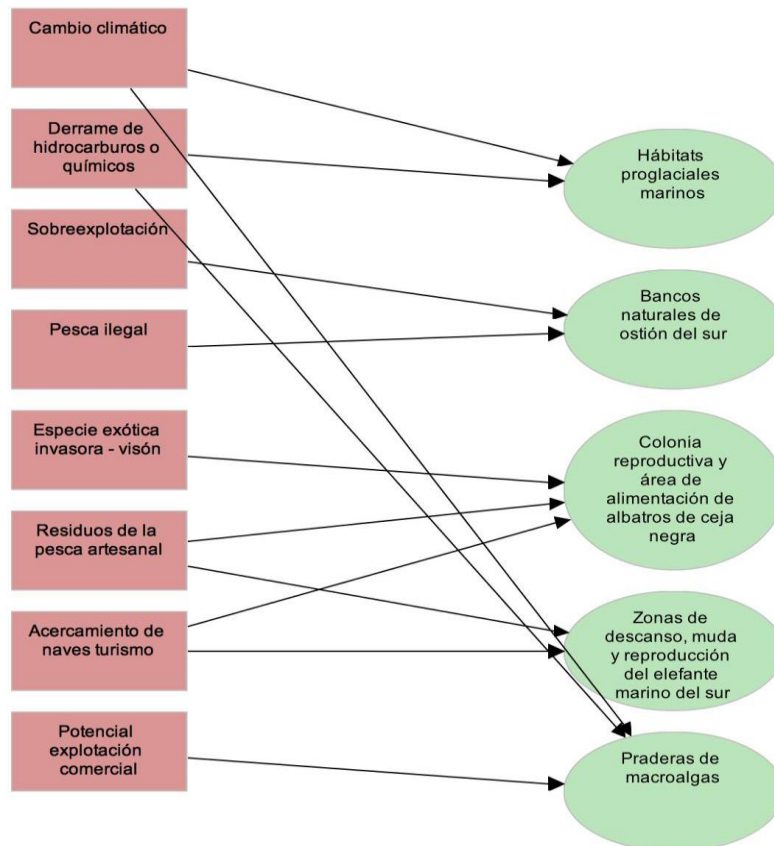 Cambio climático
Derrame de
hidrocarburos o
químicos
Sobreexplotación
Pesca ilegal
Especie exótica
invasora - visón
Residuos de la
pesca artesanal
Acercamiento de
naves turismo
Potencial
explotación
comercial
Hábitats
proglaciales
marinos
Bancos
naturales de
ostión del sur
Colonia
reproductiva y
área de
alimentación de
albatros de ceja
negra
Zonas de
descanso, muda
y reproducción
del elefante
marino del sur
Praderas de
macroalgas